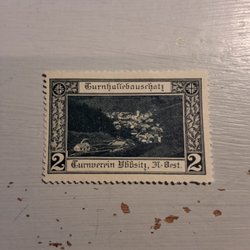 Turnhallebauschatz
2 2
Turnverein Ybbsitz, N-Oest.